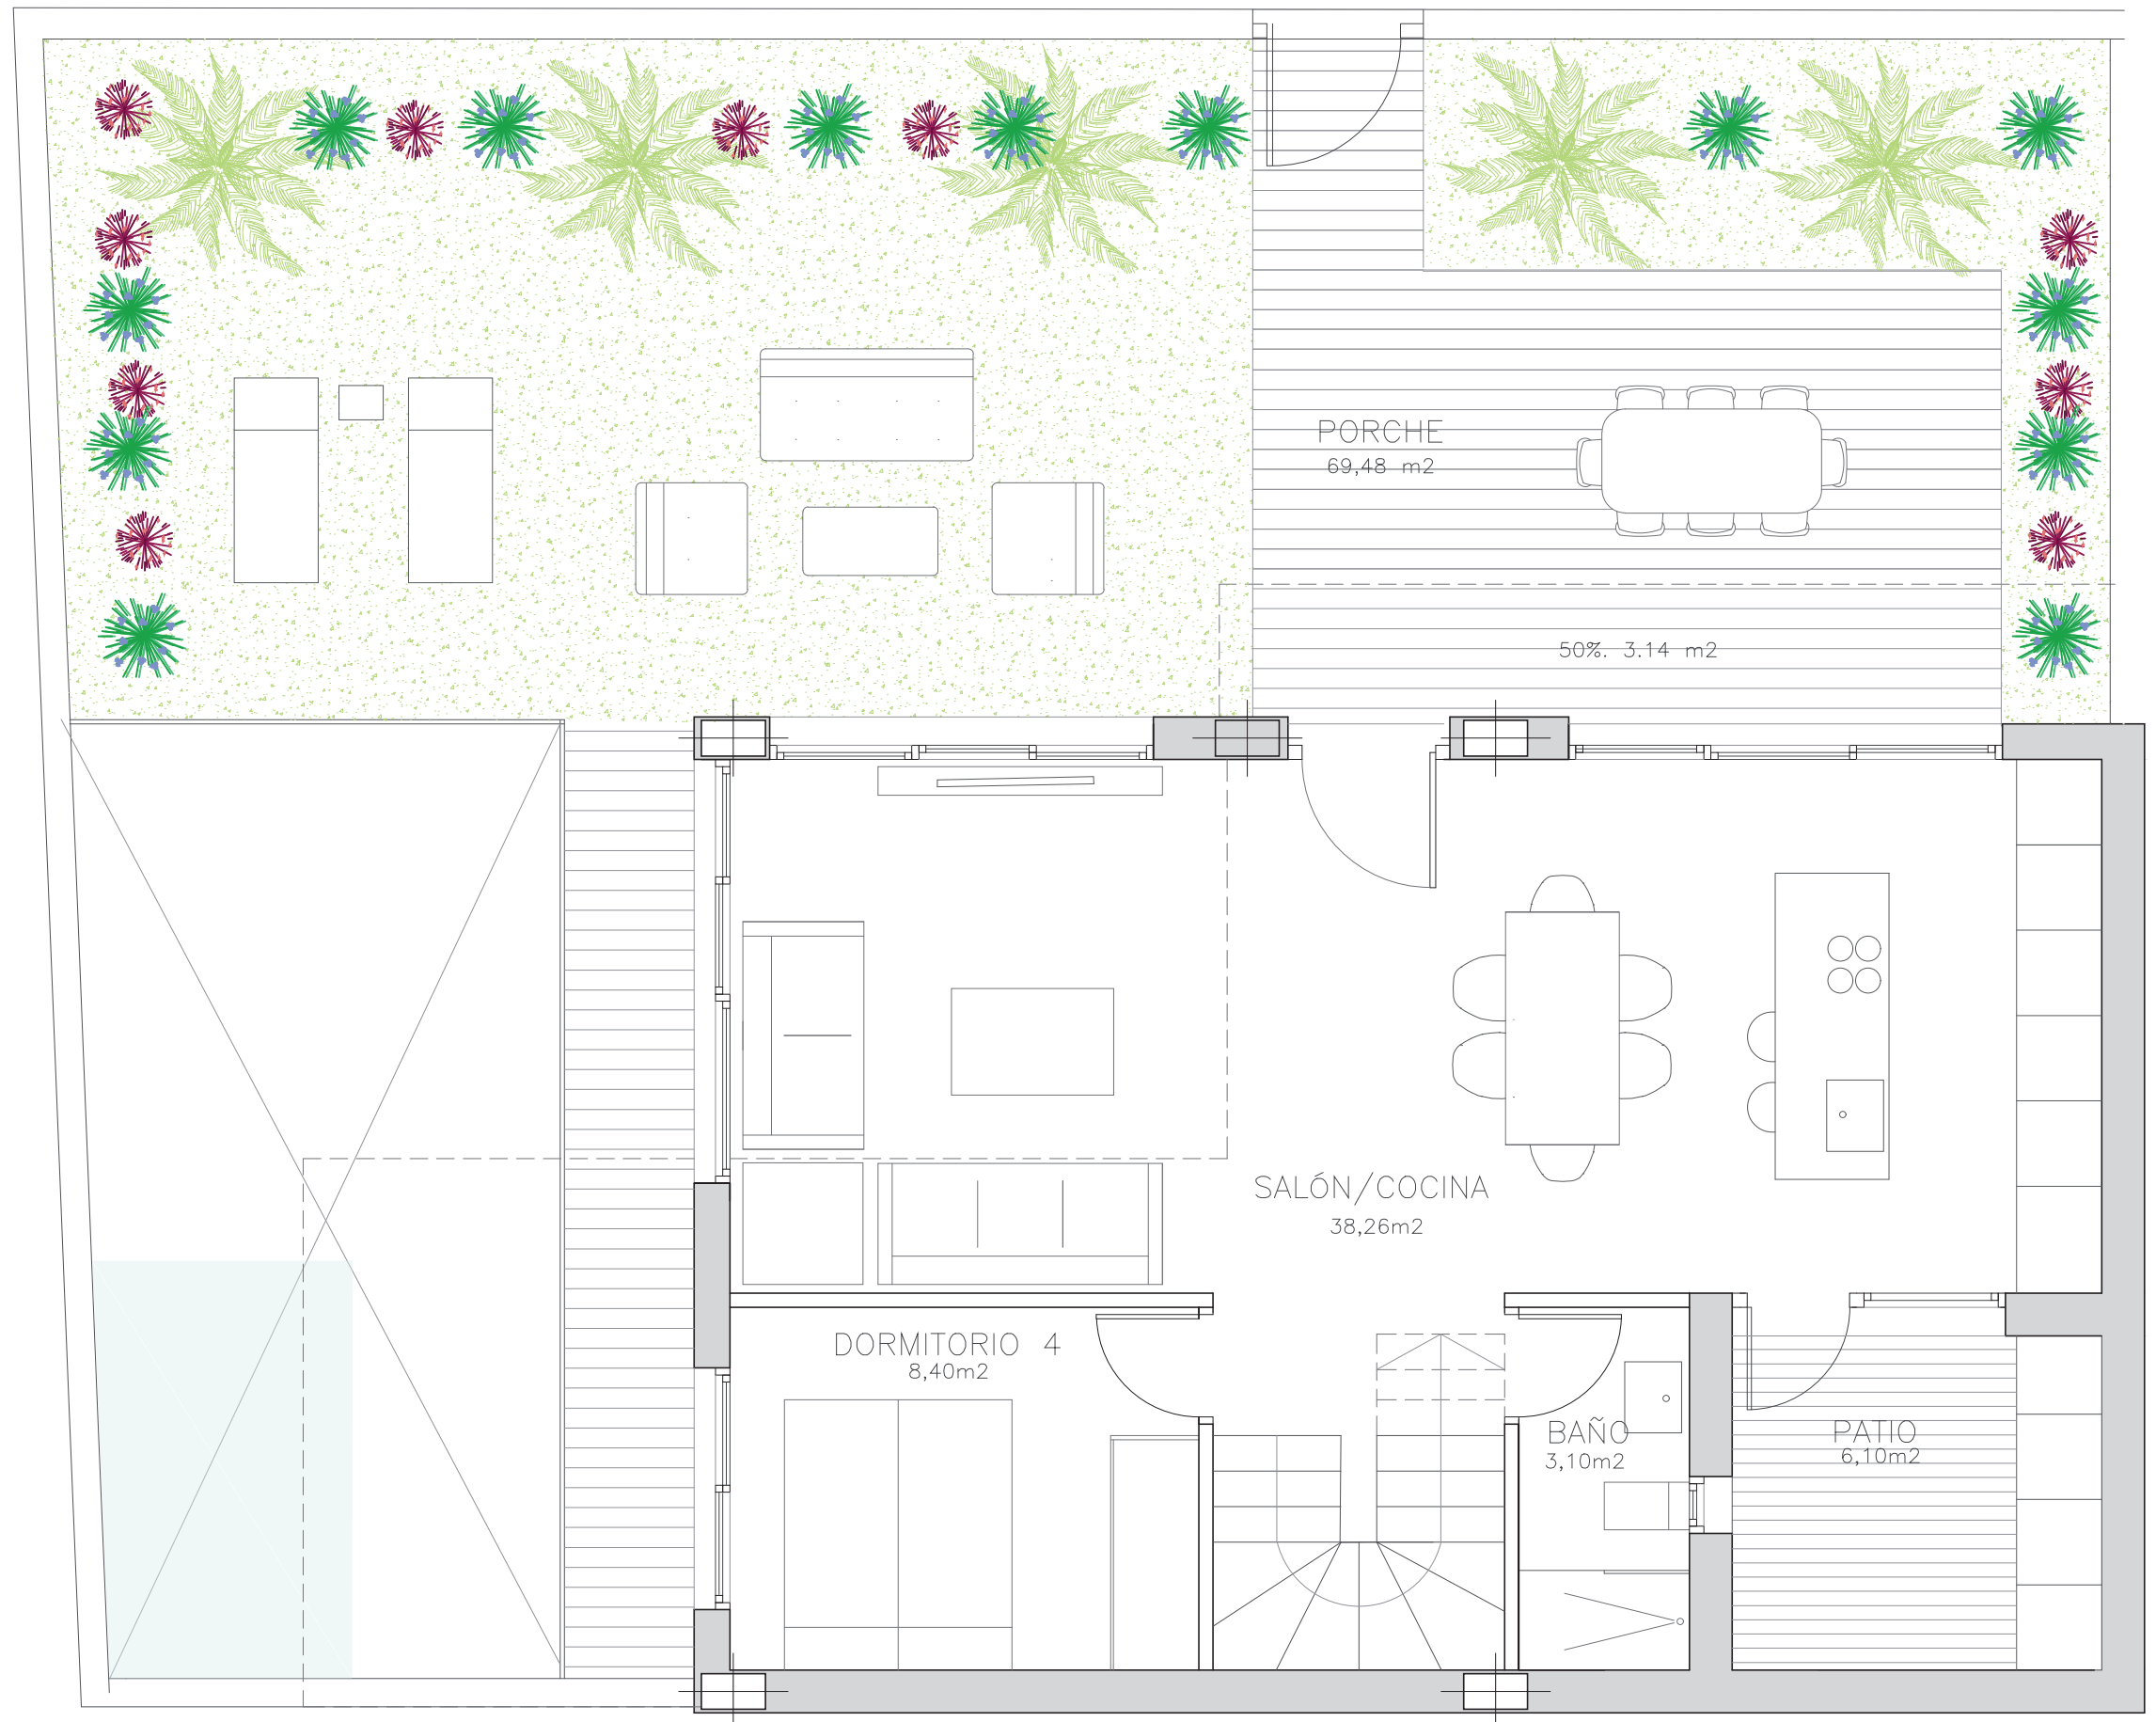 PORCHE
69,48 m2
50%. 3.14 m2
SALÓN/COCINA
38,26m2
DORMITORIO 4
8,40m2
BAÑO
3,10m2
PATIO
6,10m2